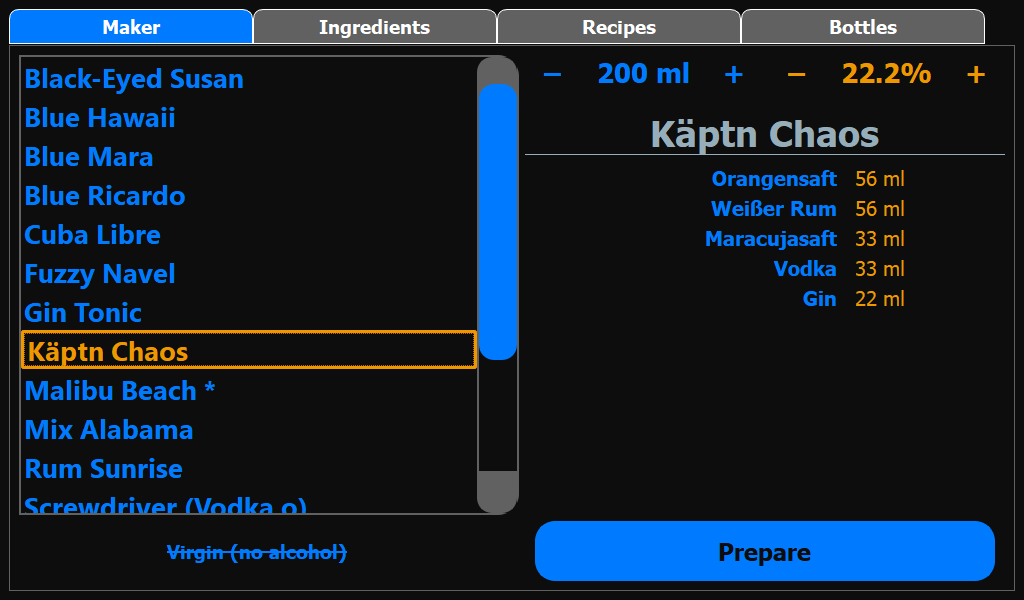 Maker Ingredients Recipes Bottles
Black-Eyed Susan
Blue Hawaii
Blue Mara
Blue Ricardo
Cuba Libre
Fuzzy Navel
Gin Tonic
Käptn Chaos
Malibu Beach *
Mix Alabama
Rum Sunrise
Screwdriver (Vodka o)
Virgin (no alcohol)
− 200 ml + − 22.2% +
Käptn Chaos
Orangensaft 56 ml
Weißer Rum 56 ml
Maracujasaft 33 ml
Vodka 33 ml
Gin 22 ml
Prepare